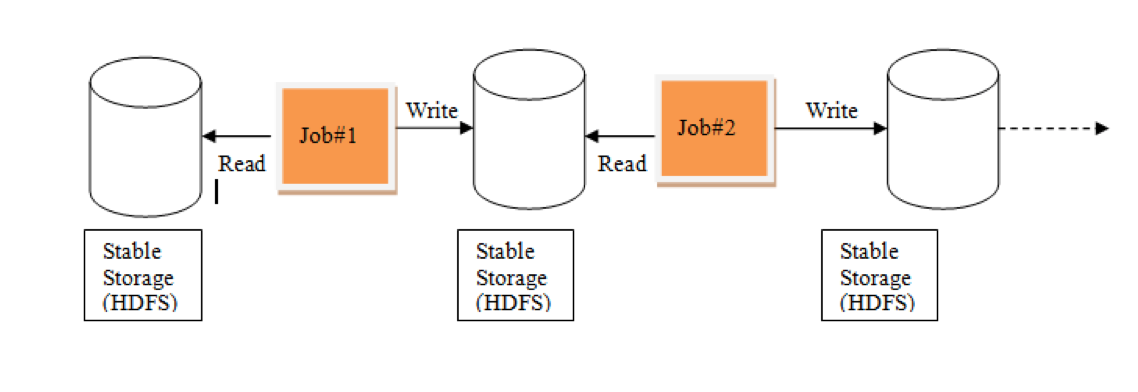 Job#1
Write
Read
Job#2
Write
Read
Stable
Storage
(HDFS)
Stable
Storage
(HDFS)
Stable
Storage
(HDFS)